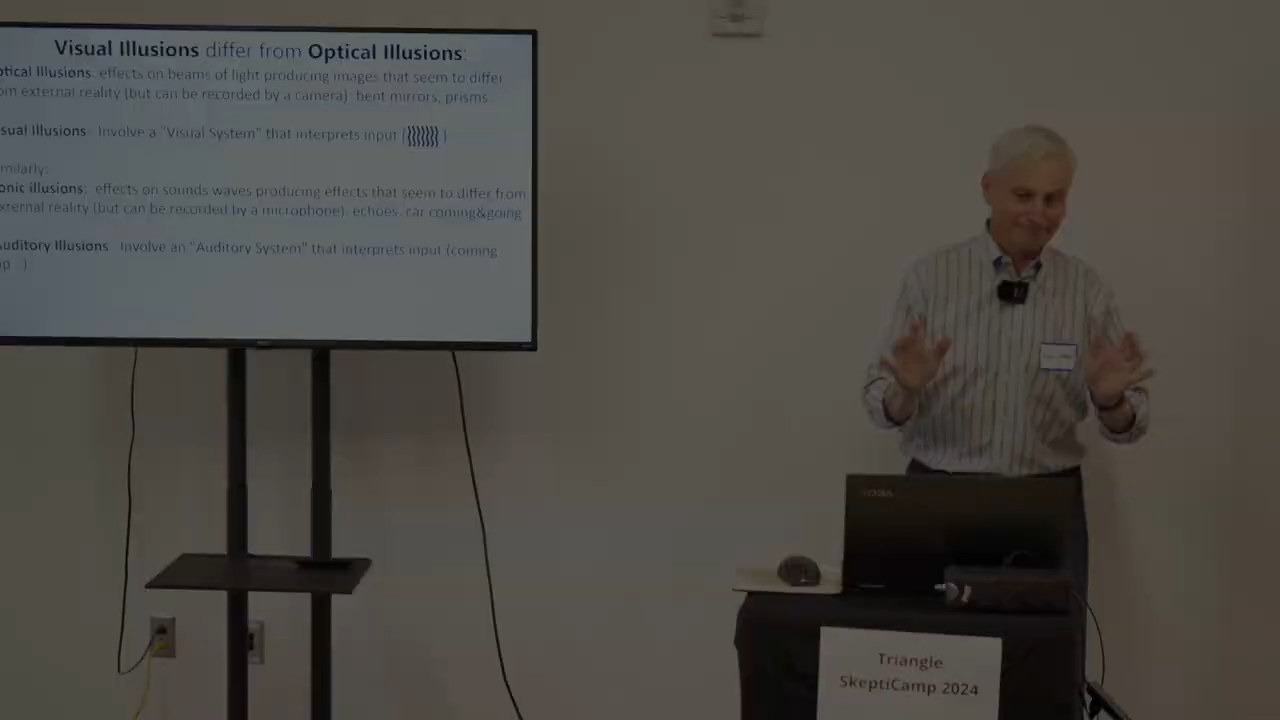 Visual Illusions differ from Optical Illusions:
ptical Illusions: effects on beams of light producing images that seem to differ
om external reality (but can be recorded by a camera): bent mirrors, prisms
sual Illusions- Involve a "Visual System" that interprets input ( )
milarly:
onic illusions: effects on sounds waves producing effects that seem to differ from
xternal reality (but can be recorded by a microphone): echoes, car coming&going
uditory Illusions Involve an "Auditory System" that interprets input (coming
up )
YOGA
Triangle
SkeptiCamp 2024